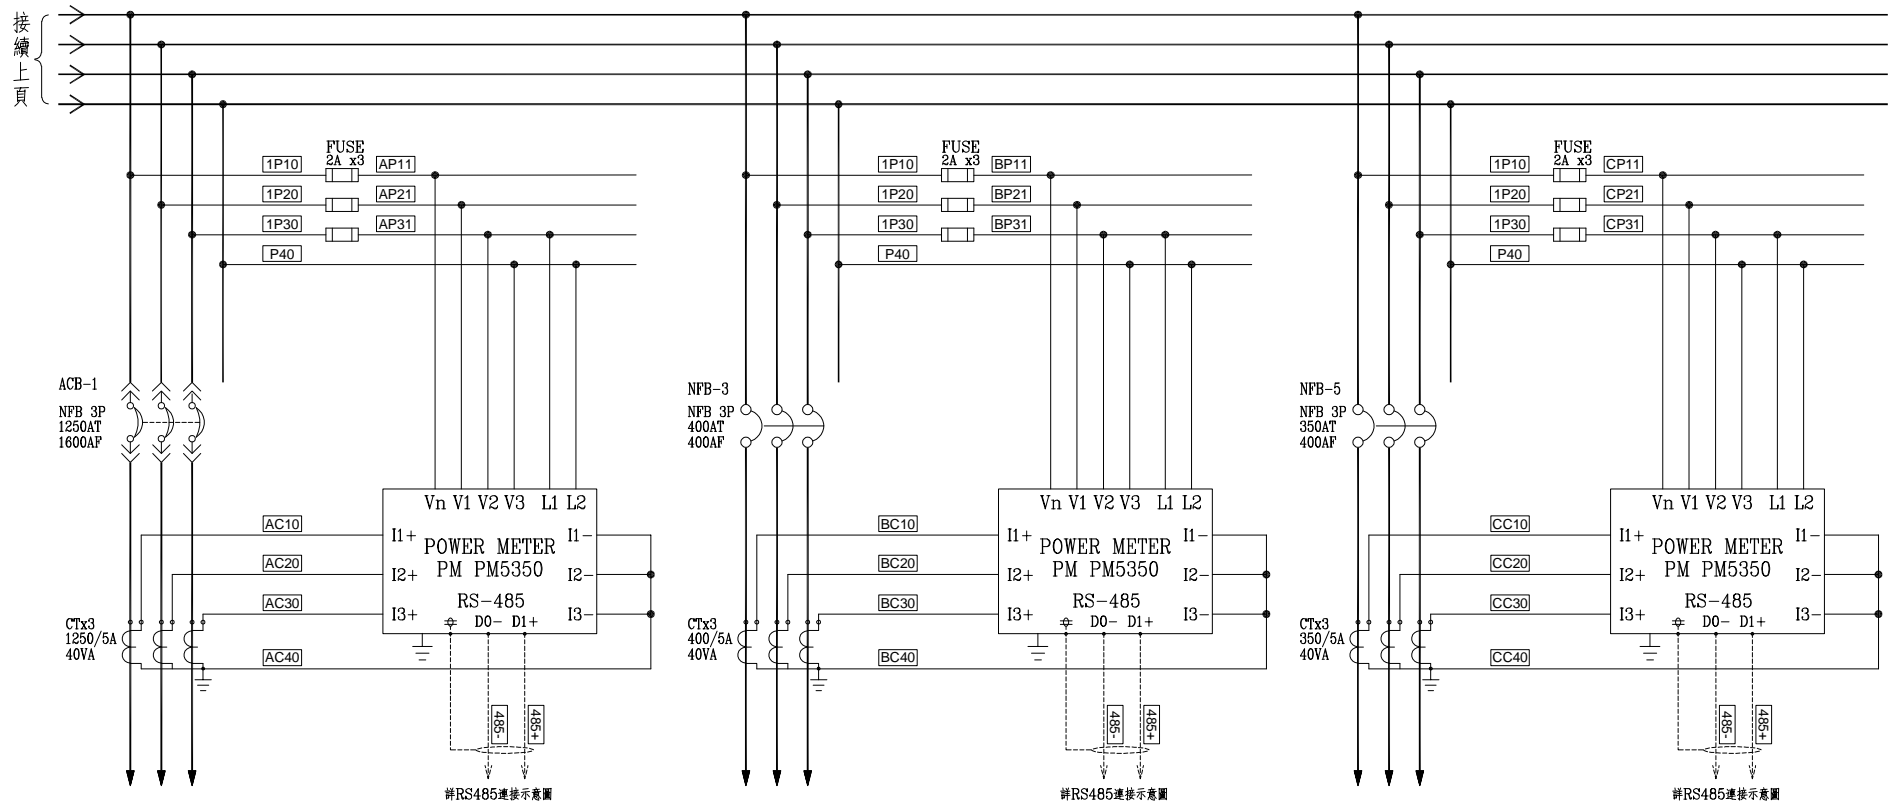 接續上頁
FUSE
2A x3
1P10
AP11
1P20
AP21
1P30
AP31
P40
ACB-1
NFB 3P
1250AT
1600AF
Vn V1 V2 V3 L1 L2
AC10
I1+
I1-
POWER METER
PM PM5350
AC20
I2+
I2-
RS-485
AC30
I3+
I3-
D0- D1+
CTx3
1250/5A
40VA
AC40
485-
485+
詳RS485連接示意圖
FUSE
2A x3
1P10
BP11
1P20
BP21
1P30
BP31
P40
NFB-3
NFB 3P
400AT
400AF
Vn V1 V2 V3 L1 L2
BC10
I1+
I1-
POWER METER
PM PM5350
BC20
I2+
I2-
RS-485
BC30
I3+
I3-
D0- D1+
CTx3
400/5A
40VA
BC40
485-
485+
詳RS485連接示意圖
FUSE
2A x3
1P10
CP11
1P20
CP21
1P30
CP31
P40
NFB-5
NFB 3P
350AT
400AF
Vn V1 V2 V3 L1 L2
CC10
I1+
I1-
POWER METER
PM PM5350
CC20
I2+
I2-
RS-485
CC30
I3+
I3-
D0- D1+
CTx3
350/5A
40VA
CC40
485-
485+
詳RS485連接示意圖